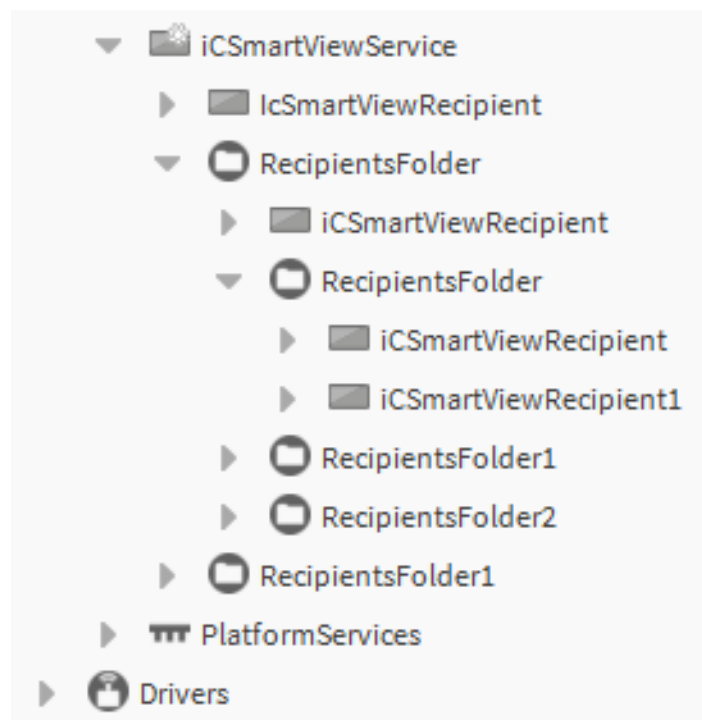 iCSmartViewService
IcSmartViewRecipient
RecipientsFolder
iCSmartViewRecipient
RecipientsFolder
iCSmartViewRecipient
iCSmartViewRecipient1
RecipientsFolder1
RecipientsFolder2
RecipientsFolder1
PlatformServices
Drivers